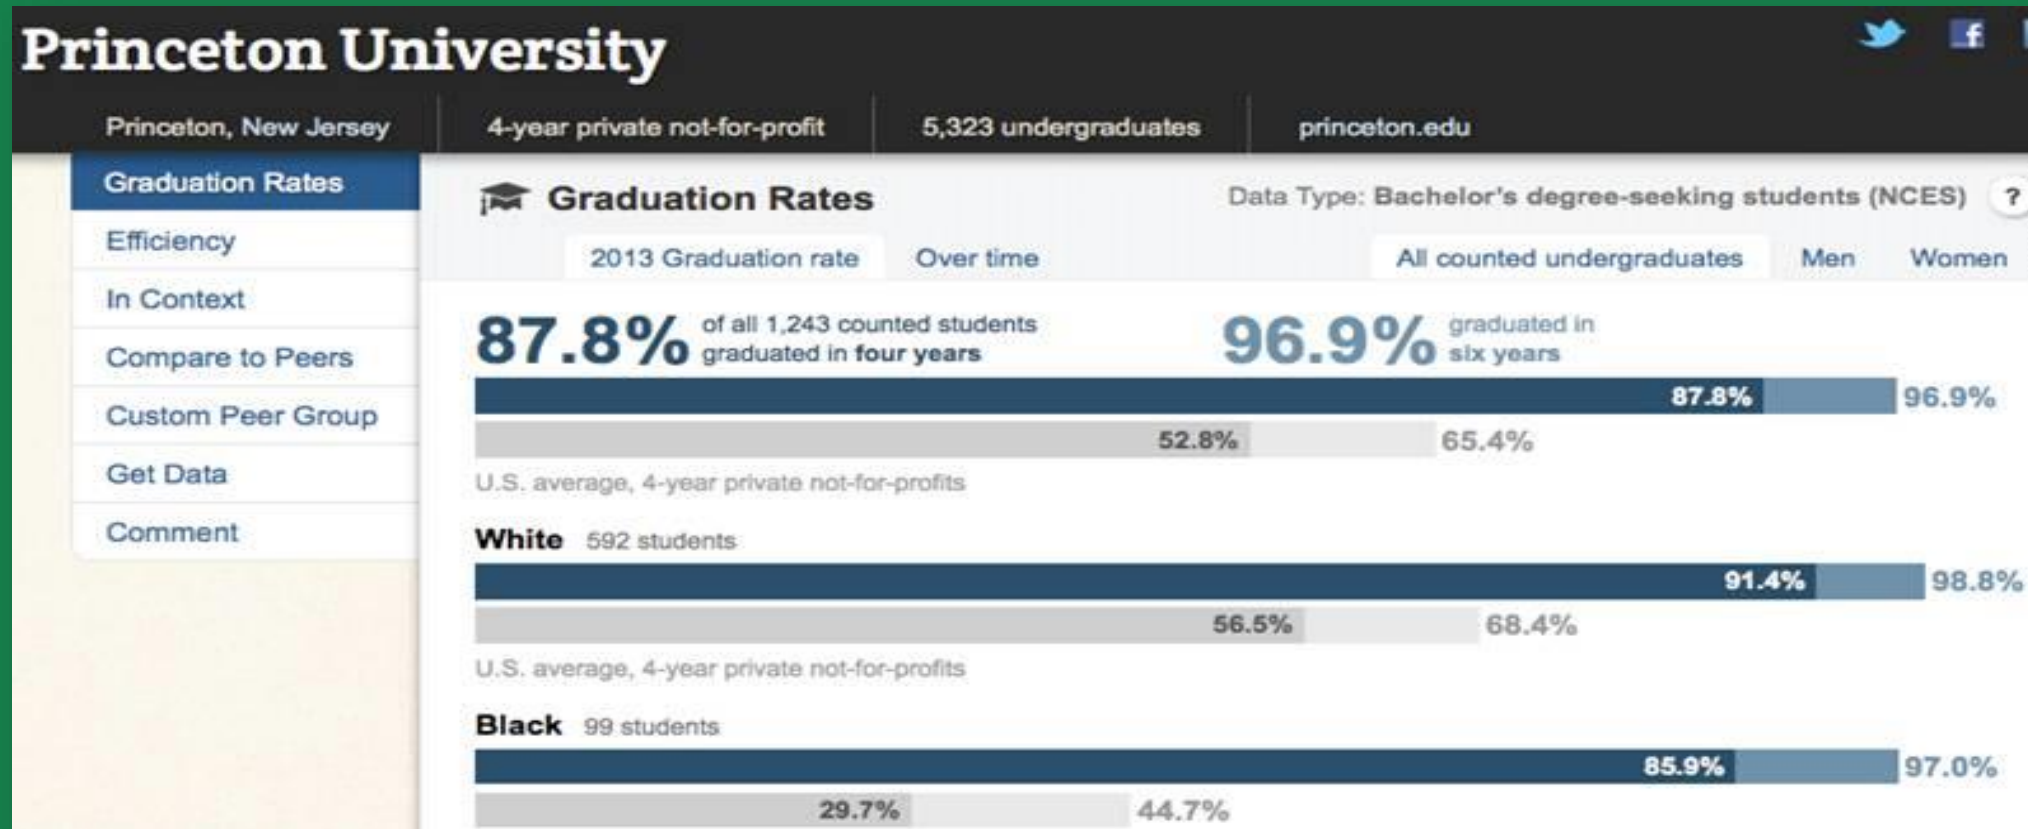 Princeton University
Princeton, New Jersey
4-year private not-for-profit
5,323 undergraduates
princeton.edu
Graduation Rates
Efficiency
In Context
Compare to Peers
Custom Peer Group
Get Data
Comment
Graduation Rates
Data Type: Bachelor's degree-seeking students (NCES) ?
2013 Graduation rate
Over time
All counted undergraduates
Men
Women
87.8%
of all 1,243 counted students
graduated in four years
96.9%
graduated in
six years
87.8% 96.9%
52.8% 65.4%
U.S. average, 4-year private not-for-profits
White 592 students
91.4% 98.8%
56.5% 68.4%
U.S. average, 4-year private not-for-profits
Black 99 students
85.9% 97.0%
29.7% 44.7%